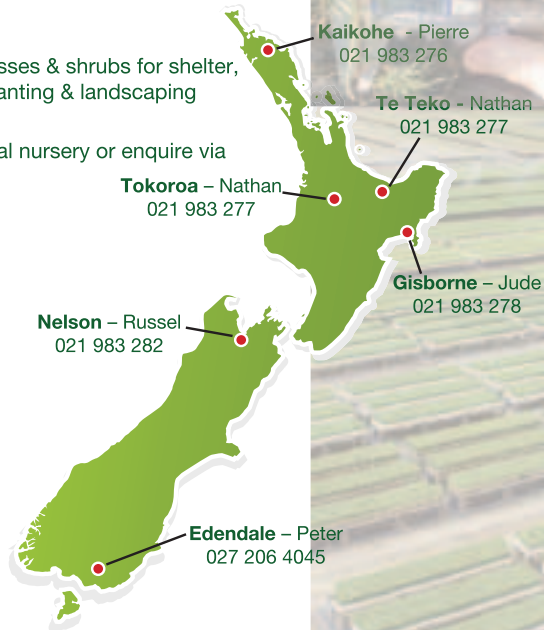 Kaikohe - Pierre
021 983 276
sses & shrubs for shelter,
anting & landscaping
Te Teko - Nathan
021 983 277
al nursery or enquire via
Tokoroa – Nathan
021 983 277
Gisborne – Jude
021 983 278
Nelson – Russel
021 983 282
Edendale – Peter
027 206 4045